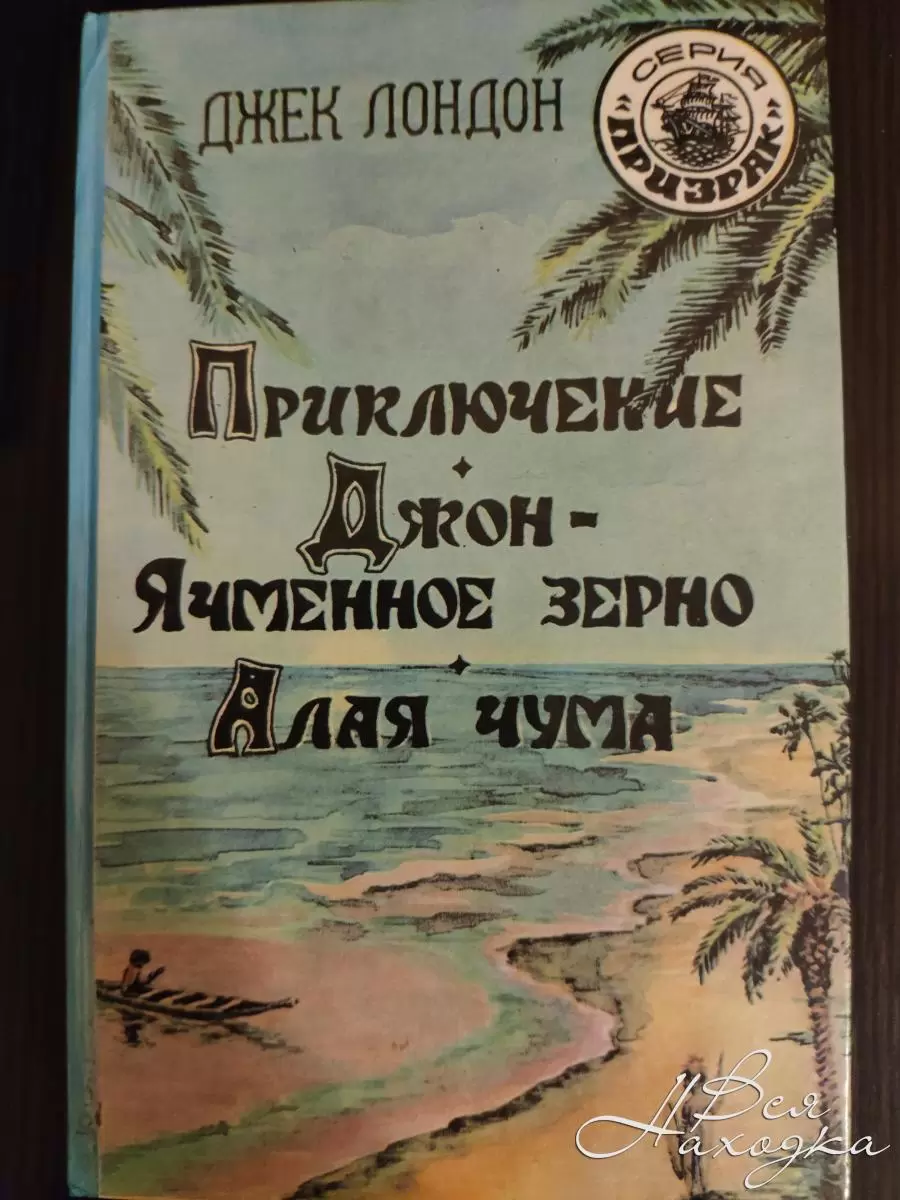 ДЖЕК ЛОНДОН
СЕРИЯ
«ПРИЗРАК»
ПРИКЛЮЧЕНИЕ
ДЖОН -
ЯЧМЕННОЕ ЗЕРНО
АЛАЯ ЧУМА
Вся
Находка